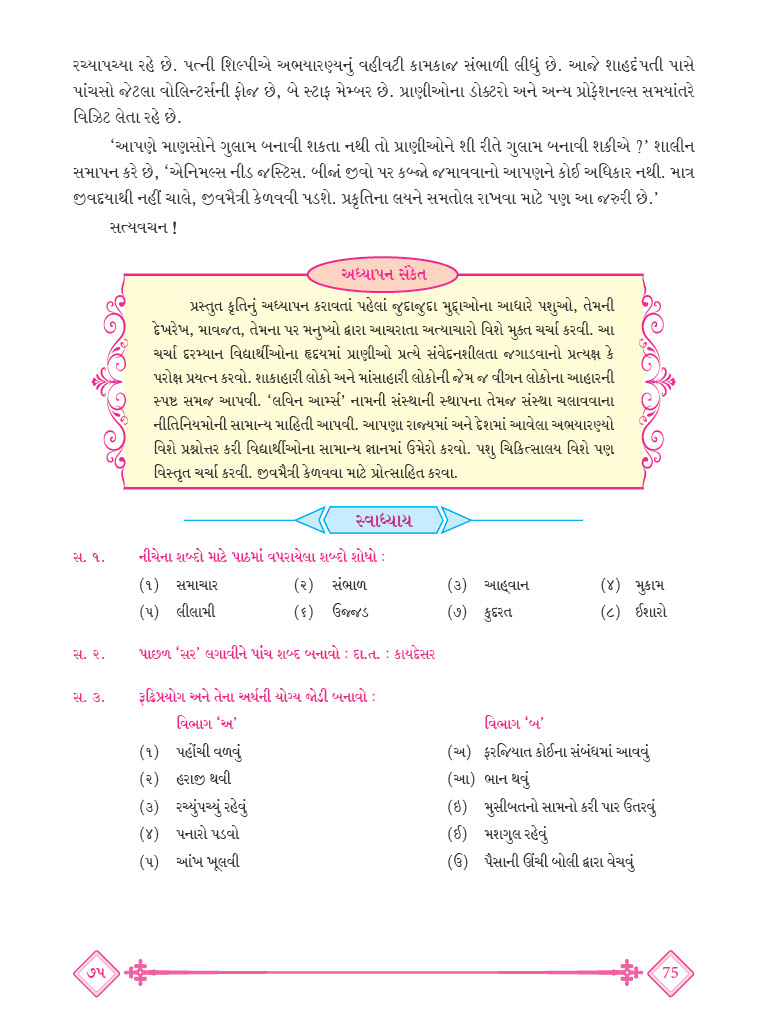 રચ્યાપચ્યા રહે છે. પત્ની શિલ્પીએ અભયારણ્યનું વહીવટી કામકાજ સંભાળી લીધું છે. આજે શાહદંપતી પાસે
પાંચસો જેટલા વોલિન્ટર્સની ફોજ છે, બે સ્ટાફ મેમ્બર છે. પ્રાણીઓના ડોક્ટરો અને અન્ય પ્રોફેશનલ્સ સમયાંતરે
વિઝિટ લેતા રહે છે.
‘આપણે માણસોને ગુલામ બનાવી શકતા નથી તો પ્રાણીઓને શી રીતે ગુલામ બનાવી શકીએ ?’ શાલીન
સમાપન કરે છે, ‘એનિમલ્સ નીડ જસ્ટિસ. બીજાં જીવો પર કબ્જો જમાવવાનો આપણને કોઈ અધિકાર નથી. માત્ર
જીવદયાથી નહીં ચાલે, જીવમૈત્રી કેળવવી પડશે. પ્રકૃતિના લયને સમતોલ રાખવા માટે પણ આ જરુરી છે.’
સત્યવચન !
અધ્યાપન સંકેત
પ્રસ્તુત કૃતિનું અધ્યાપન કરાવતાં પહેલાં જુદાજુદા મુદ્દાઓના આધારે પશુઓ, તેમની
દેખરેખ, માવજત, તેમના પર મનુષ્યો દ્વારા આચરાતા અત્યાચારો વિશે મુક્ત ચર્ચા કરવી. આ
ચર્ચા દરમ્યાન વિદ્યાર્થીઓના હૃદયમાં પ્રાણીઓ પ્રત્યે સંવેદનશીલતા જગાડવાનો પ્રત્યક્ષ કે
પરોક્ષ પ્રયત્ન કરવો. શાકાહારી લોકો અને માંસાહારી લોકોની જેમ જ વીગન લોકોના આહારની
સ્પષ્ટ સમજ આપવી. ‘લવિન આર્મ્સ’ નામની સંસ્થાની સ્થાપના તેમજ સંસ્થા ચલાવવાના
નીતિનિયમોની સામાન્ય માહિતી આપવી. આપણા રાજ્યમાં અને દેશમાં આવેલા અભયારણ્યો
વિશે પ્રશ્નોત્તર કરી વિદ્યાર્થીઓના સામાન્ય જ્ઞાનમાં ઉમેરો કરવો. પશુ ચિકિત્સાલય વિશે પણ
વિસ્તૃત ચર્ચા કરવી. જીવમૈત્રી કેળવવા માટે પ્રોત્સાહિત કરવા.
સ્વાધ્યાય
સ. ૧. નીચેના શબ્દો માટે પાઠમાં વપરાયેલા શબ્દો શોધો :
(૧) સમાચાર (૨) સંભાળ (૩) આહ્વાન (૪) મુકામ
(૫) લીલામી (૬) ઉજ્જડ (૭) કુદરત (૮) ઈશારો
સ. ૨. પાછળ ‘સર’ લગાવીને પાંચ શબ્દ બનાવો : દા.ત. : કાયદેસર
સ. ૩. રૂઢિપ્રયોગ અને તેના અર્થની યોગ્ય જોડી બનાવો :
વિભાગ ‘અ’ વિભાગ ‘બ’
(૧) પહોંચી વળવું (અ) ફરજિયાત કોઈના સંબંધમાં આવવું
(૨) હરાજી થવી (આ) ભાન થવું
(૩) રચ્યુંપચ્યું રહેવું (ઇ) મુસીબતનો સામનો કરી પાર ઉતરવું
(૪) પનારો પડવો (ઈ) મશગુલ રહેવું
(૫) આંખ ખૂલવી (ઉ) પૈસાની ઊંચી બોલી દ્વારા વેચવું
૭૫ 75